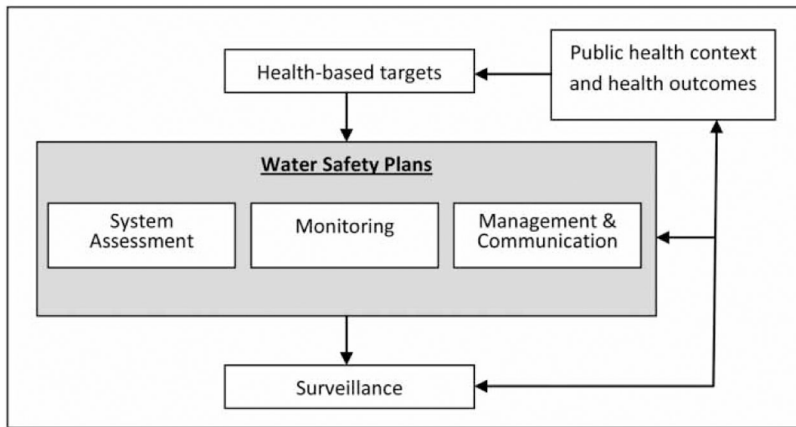 Health-based targets
Public health context
and health outcomes
Water Safety Plans
System
Assessment
Monitoring
Management &
Communication
Surveillance